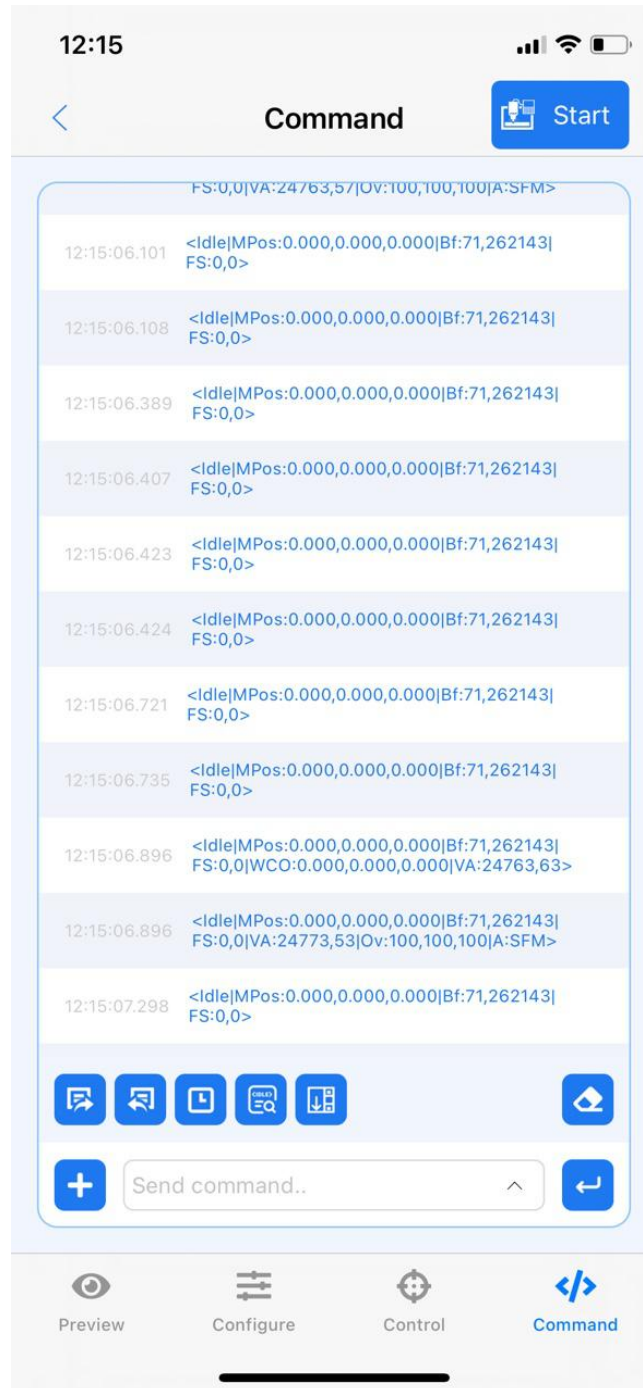 12:15
Command
Start
FS:0,0|VA:24763,57|Ov:100,100,100|A:SFM>
12:15:06.101
<Idle|MPos:0.000,0.000,0.000|Bf:71,262143|
FS:0,0>
12:15:06.108
<Idle|MPos:0.000,0.000,0.000|Bf:71,262143|
FS:0,0>
12:15:06.389
<Idle|MPos:0.000,0.000,0.000|Bf:71,262143|
FS:0,0>
12:15:06.407
<Idle|MPos:0.000,0.000,0.000|Bf:71,262143|
FS:0,0>
12:15:06.423
<Idle|MPos:0.000,0.000,0.000|Bf:71,262143|
FS:0,0>
12:15:06.424
<Idle|MPos:0.000,0.000,0.000|Bf:71,262143|
FS:0,0>
12:15:06.721
<Idle|MPos:0.000,0.000,0.000|Bf:71,262143|
FS:0,0>
12:15:06.735
<Idle|MPos:0.000,0.000,0.000|Bf:71,262143|
FS:0,0>
12:15:06.896
<Idle|MPos:0.000,0.000,0.000|Bf:71,262143|
FS:0,0|WCO:0.000,0.000,0.000|VA:24763,63>
12:15:06.896
<Idle|MPos:0.000,0.000,0.000|Bf:71,262143|
FS:0,0|VA:24773,53|Ov:100,100,100|A:SFM>
12:15:07.298
<Idle|MPos:0.000,0.000,0.000|Bf:71,262143|
FS:0,0>
Send command..
Preview
Configure
Control
Command